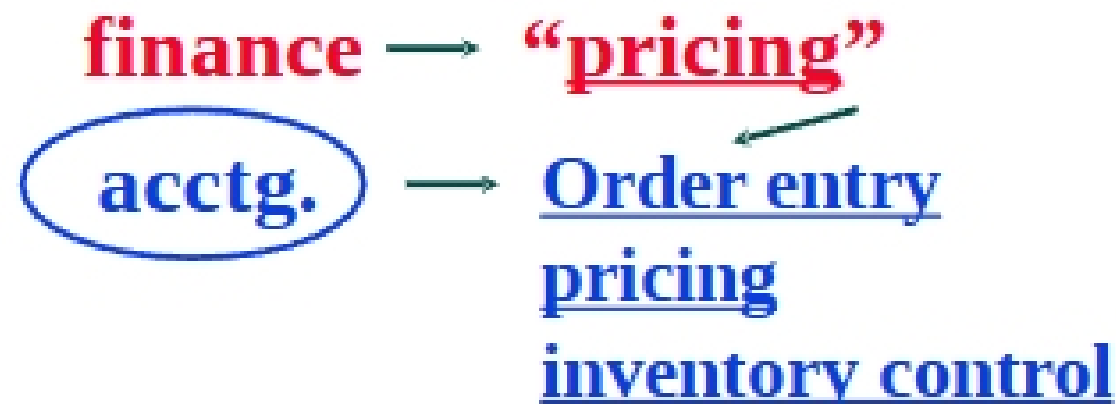 finance “pricing”
acctg. Order entry
pricing
inventory control